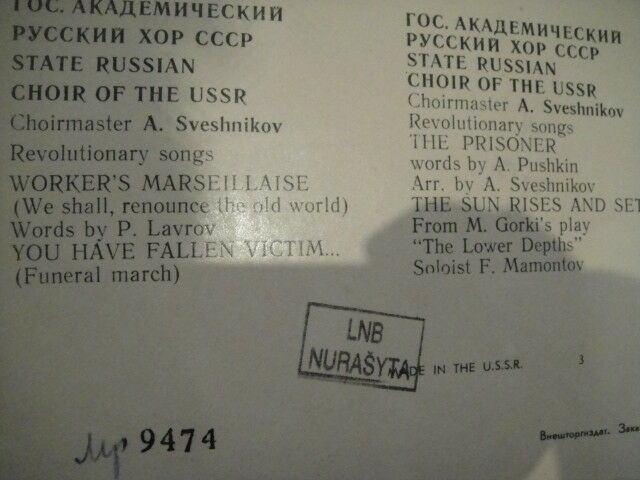 ГОС. АКАДЕМИЧЕСКИЙ
РУССКИЙ ХОР СССР
STATE RUSSIAN
CHOIR OF THE USSR
Choirmaster A. Sveshnikov
Revolutionary songs
WORKER'S MARSEILLAISE
(We shall, renounce the old world)
Words by P. Lavrov
YOU HAVE FALLEN VICTIM...
(Funeral march)
ГОС. АКАДЕМИЧЕСКИЙ
РУССКИЙ ХОР СССР
STATE RUSSIAN
CHOIR OF THE USSR
Choirmaster A. Sveshnikov
Revolutionary songs
THE PRISONER
words by A. Pushkin
Arr. by A. Sveshnikov
THE SUN RISES AND SET
From M. Gorki's play
"The Lower Depths"
Soloist F. Mamontov
LNB
NURAŠYTA
MADE IN THE U.S.S.R. 3
9474
Внешторгиздат. Зака